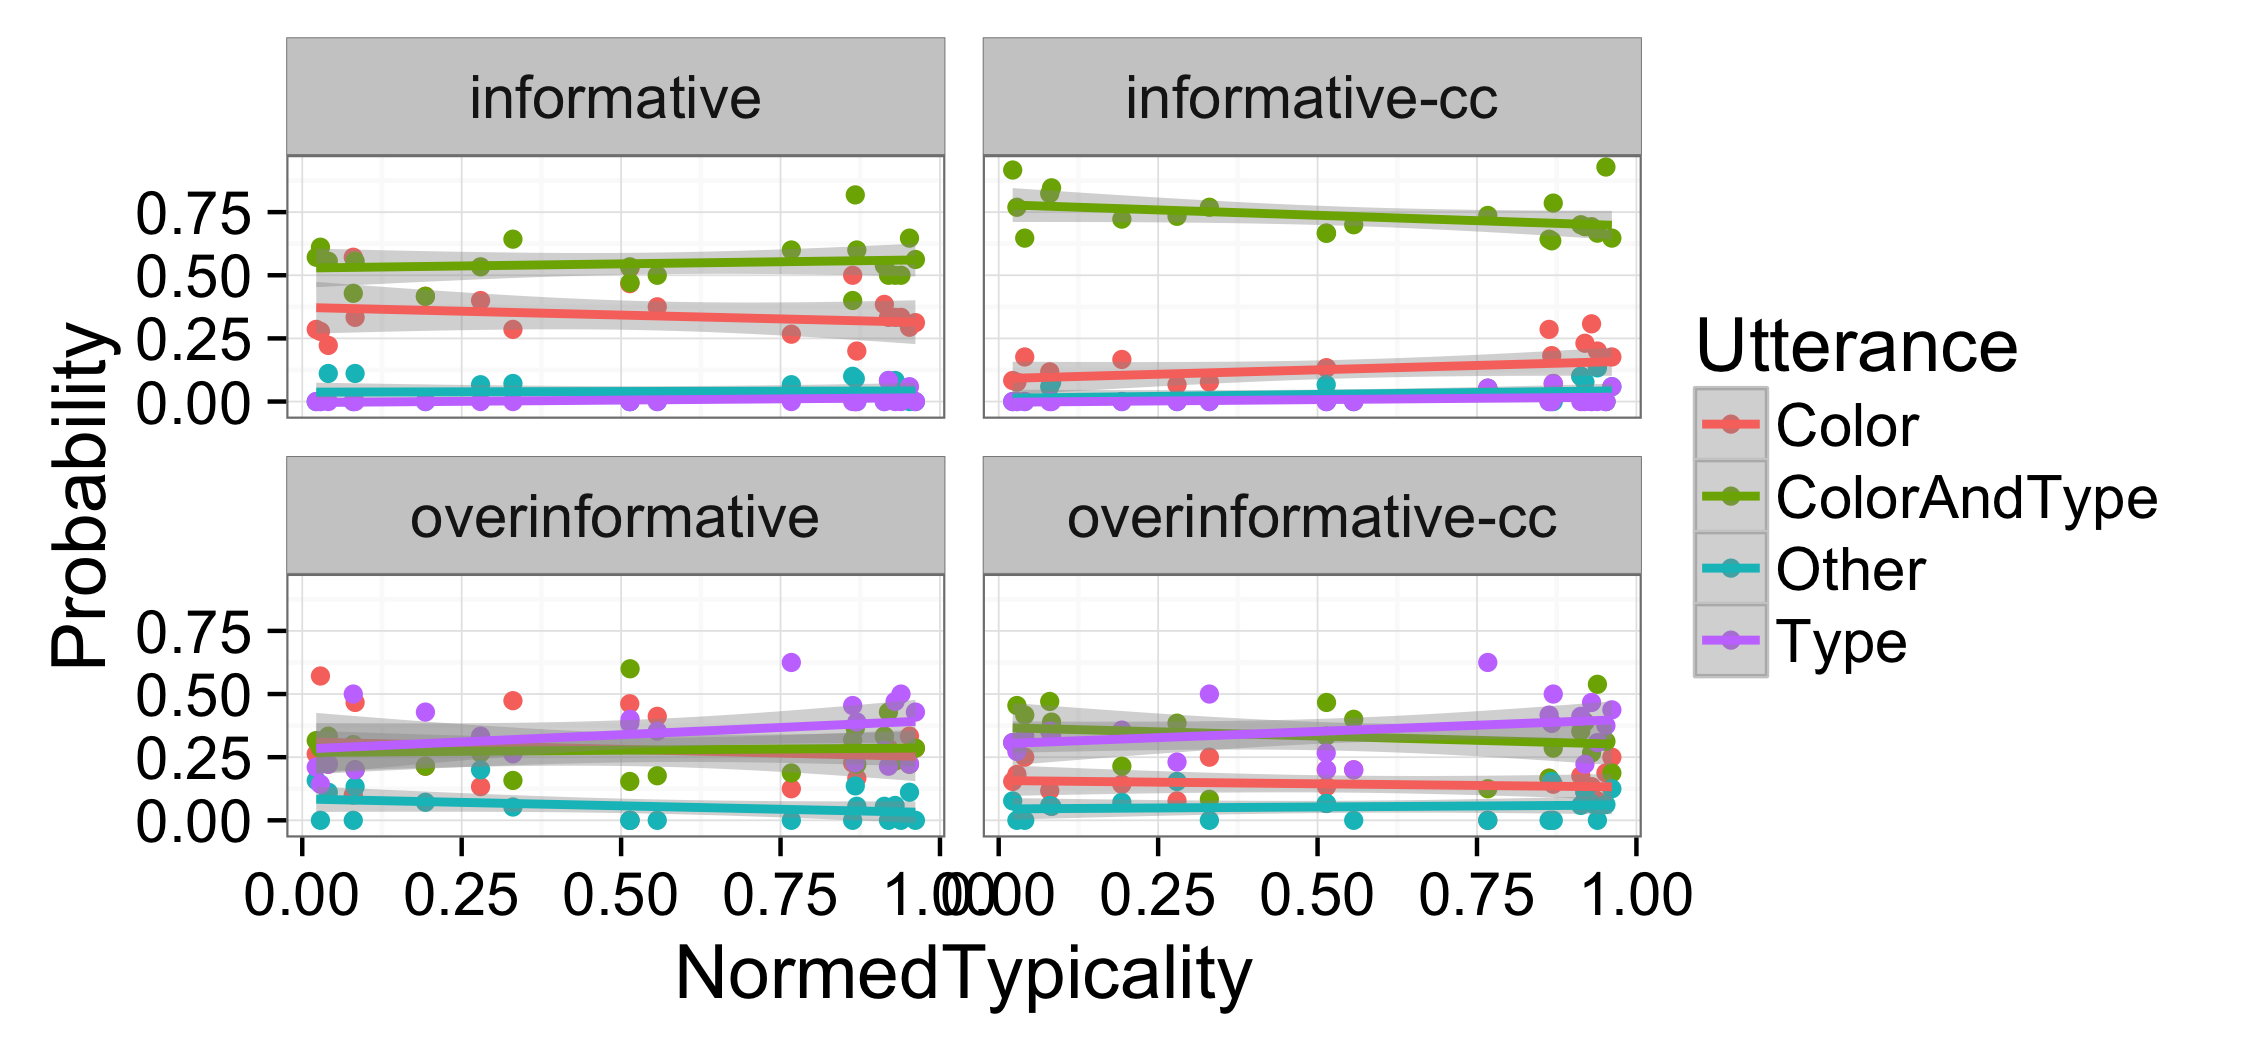 informative
informative-cc
0.75
0.50
0.25
0.00
overinformative
overinformative-cc
0.75
0.50
0.25
0.00
0.00 0.25 0.50 0.75 1.00
0.00 0.25 0.50 0.75 1.00
NormedTypicality
Probability
Utterance
Color
ColorAndType
Other
Type